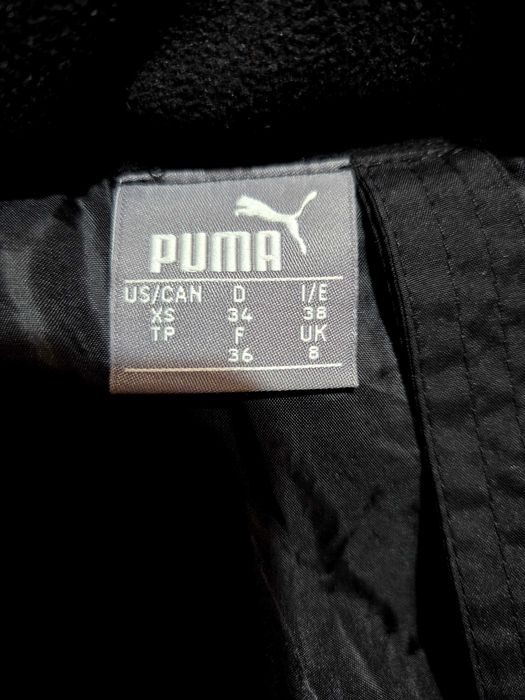 PUMA
US/CAN D I/E
XS 34 38
TP F UK
36 8